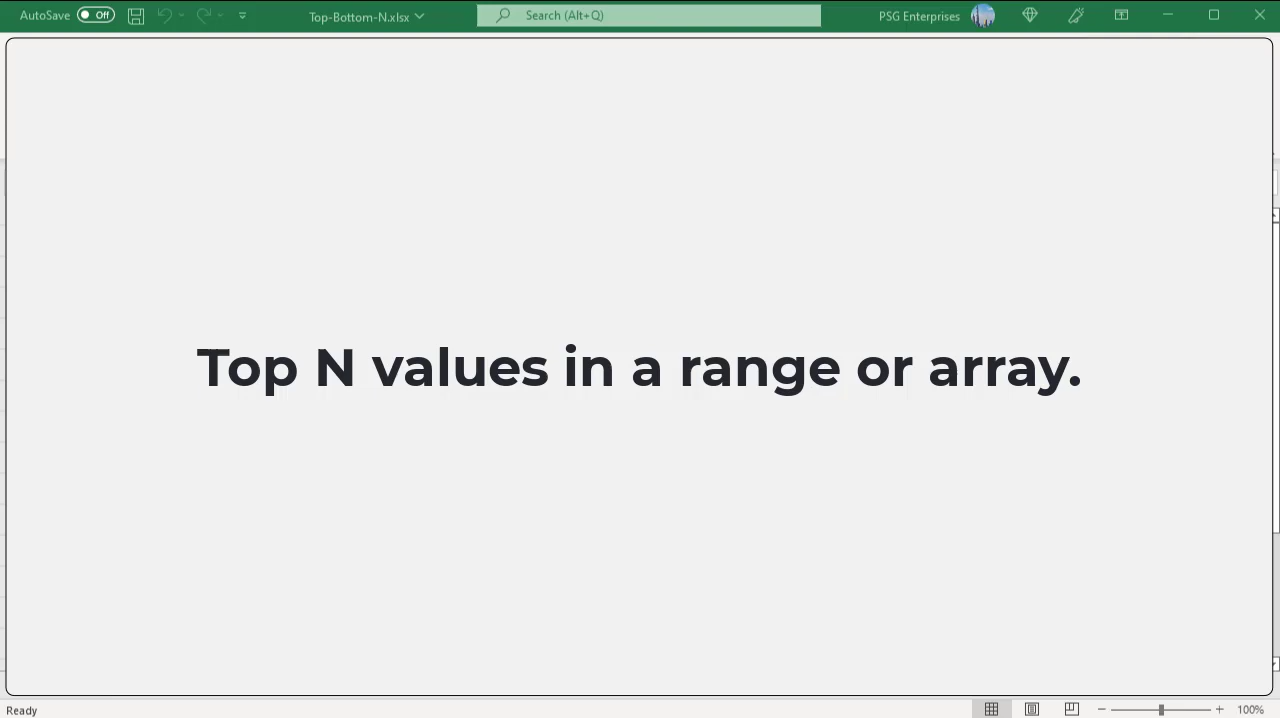 AutoSave Off Top-Bottom-N.xlsx Search (Alt+Q) PSG Enterprises
Top N values in a range or array.
Ready 100%